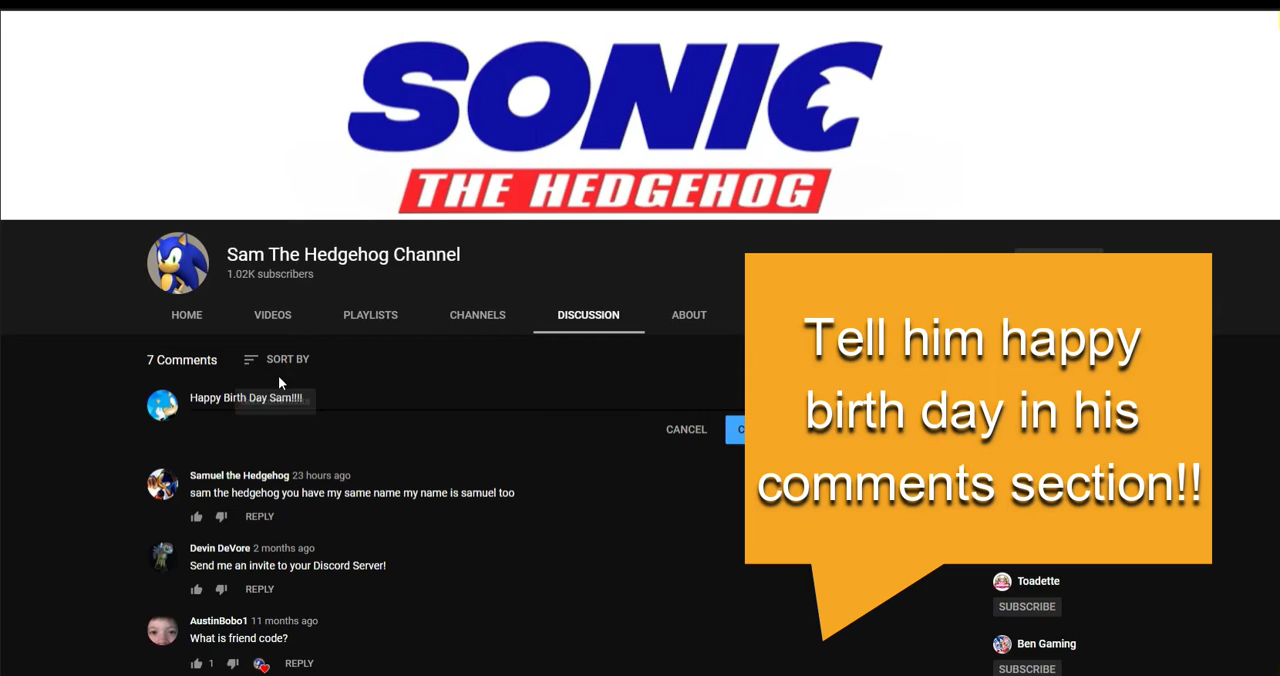 SONIC
THE HEDGEHOG
Sam The Hedgehog Channel
1.02K subscribers
HOME VIDEOS PLAYLISTS CHANNELS DISCUSSION ABOUT
7 Comments SORT BY
Happy Birth Day Sam!!!!
CANCEL C
Samuel the Hedgehog 23 hours ago
sam the hedgehog you have my same name my name is samuel too
REPLY
Devin DeVore 2 months ago
Send me an invite to your Discord Server!
REPLY
AustinBobo1 11 months ago
What is friend code?
1 REPLY
Tell him happy
birth day in his
comments section!!
Toadette
SUBSCRIBE
Ben Gaming
SUBSCRIBE